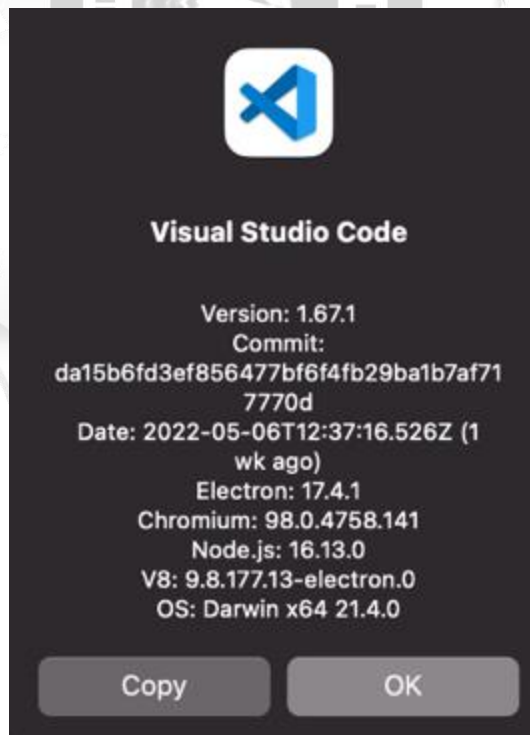 Visual Studio Code
Version: 1.67.1
Commit:
da15b6fd3ef856477bf6f4fb29ba1b7af71
7770d
Date: 2022-05-06T12:37:16.526Z (1
wk ago)
Electron: 17.4.1
Chromium: 98.0.4758.141
Node.js: 16.13.0
V8: 9.8.177.13-electron.0
OS: Darwin x64 21.4.0
Copy
OK